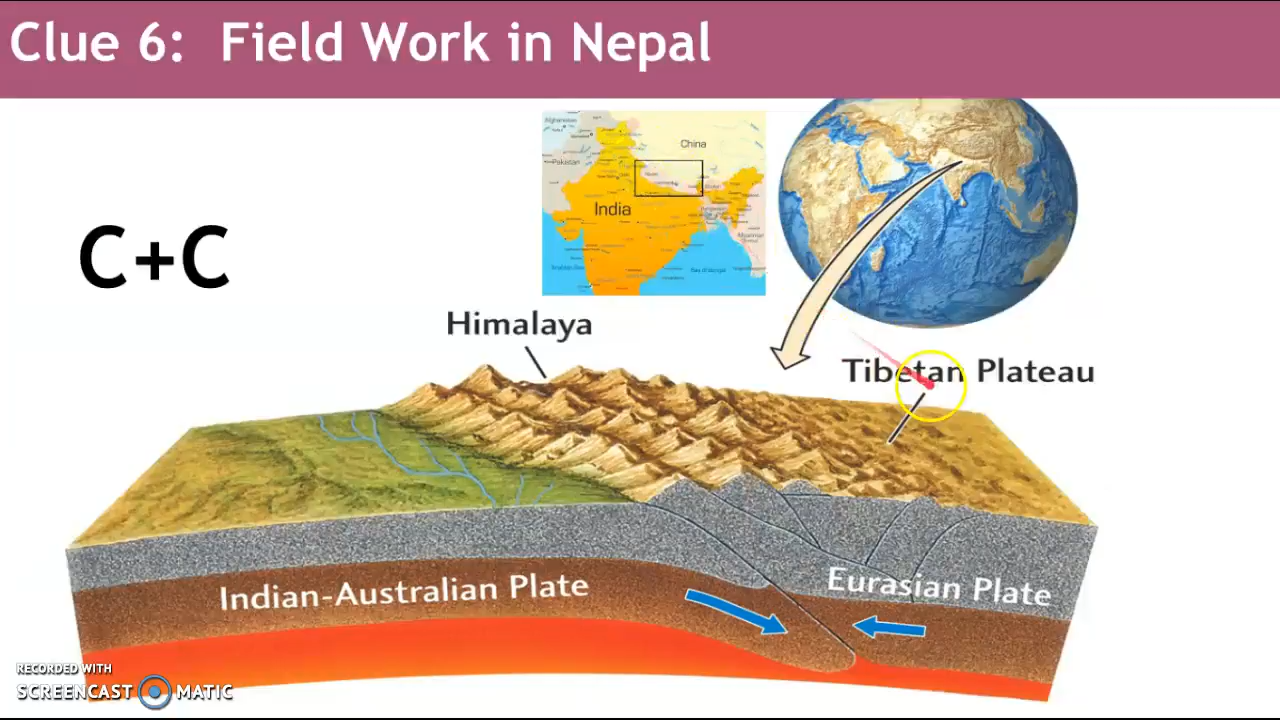 Clue 6: Field Work in Nepal
C+C
China
Pakistan
India
Himalaya
Tibetan Plateau
Indian-Australian Plate
Eurasian Plate
RECORDED WITH
SCREENCAST MATIC